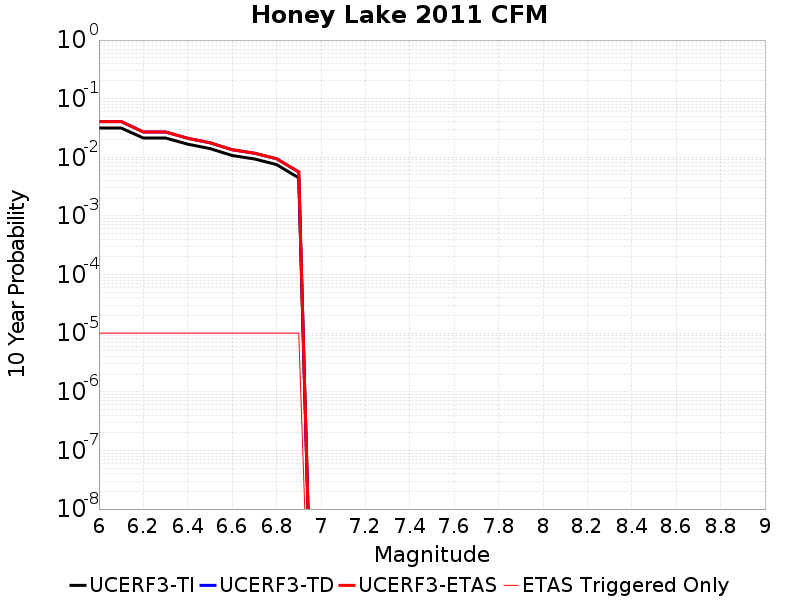 Honey Lake 2011 CFM
10 Year Probability
10^0
10^-1
10^-2
10^-3
10^-4
10^-5
10^-6
10^-7
10^-8
6 6.2 6.4 6.6 6.8 7 7.2 7.4 7.6 7.8 8 8.2 8.4 8.6 8.8 9
Magnitude
UCERF3-TI UCERF3-TD UCERF3-ETAS ETAS Triggered Only